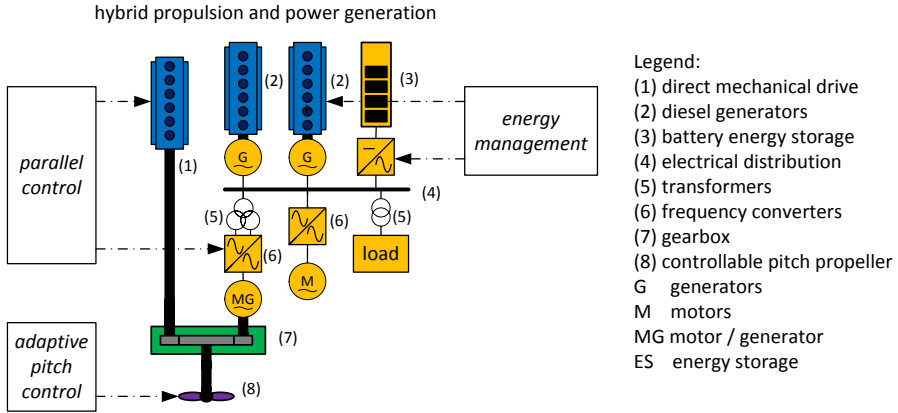 hybrid propulsion and power generation
(2)
(2)
(3)
parallel
control
(1)
energy
management
G
G
(4)
(5)
(6)
(6)
(5)
load
MG
M
(7)
adaptive
pitch
control
(8)
Legend:
(1) direct mechanical drive
(2) diesel generators
(3) battery energy storage
(4) electrical distribution
(5) transformers
(6) frequency converters
(7) gearbox
(8) controllable pitch propeller
G generators
M motors
MG motor / generator
ES energy storage